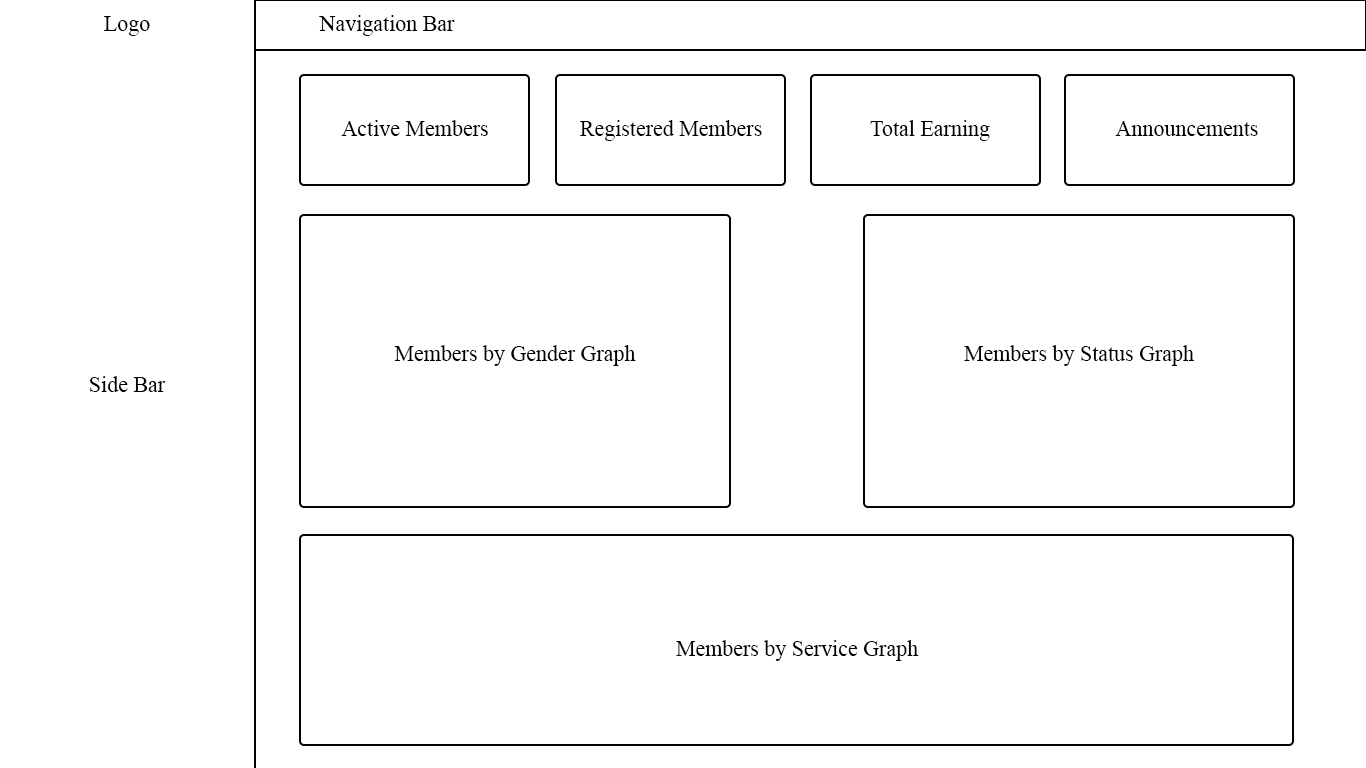 Logo
Navigation Bar
Active Members
Registered Members
Total Earning
Announcements
Members by Gender Graph
Members by Status Graph
Side Bar
Members by Service Graph